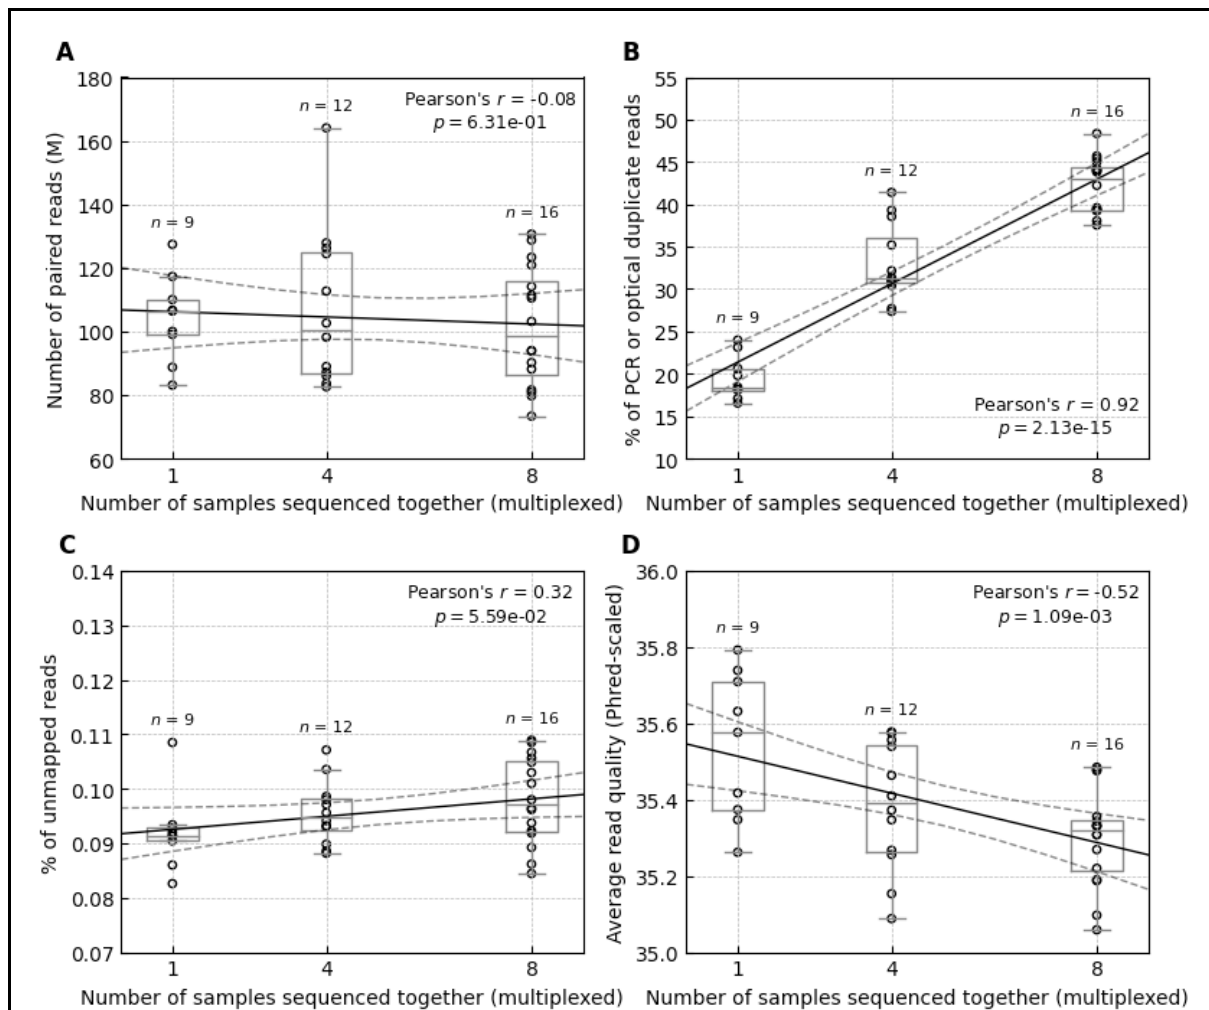 A
Number of paired reads (M)
180
160
140
120
100
80
60
n = 9
n = 12
n = 16
Pearson's r = -0.08
p = 6.31e-01
1 4 8
Number of samples sequenced together (multiplexed)
B
% of PCR or optical duplicate reads
55
50
45
40
35
30
25
20
15
10
n = 9
n = 12
n = 16
Pearson's r = 0.92
p = 2.13e-15
1 4 8
Number of samples sequenced together (multiplexed)
C
% of unmapped reads
0.14
0.13
0.12
0.11
0.10
0.09
0.08
0.07
n = 9
n = 12
n = 16
Pearson's r = 0.32
p = 5.59e-02
1 4 8
Number of samples sequenced together (multiplexed)
D
Average read quality (Phred-scaled)
36.0
35.8
35.6
35.4
35.2
35.0
n = 9
n = 12
n = 16
Pearson's r = -0.52
p = 1.09e-03
1 4 8
Number of samples sequenced together (multiplexed)